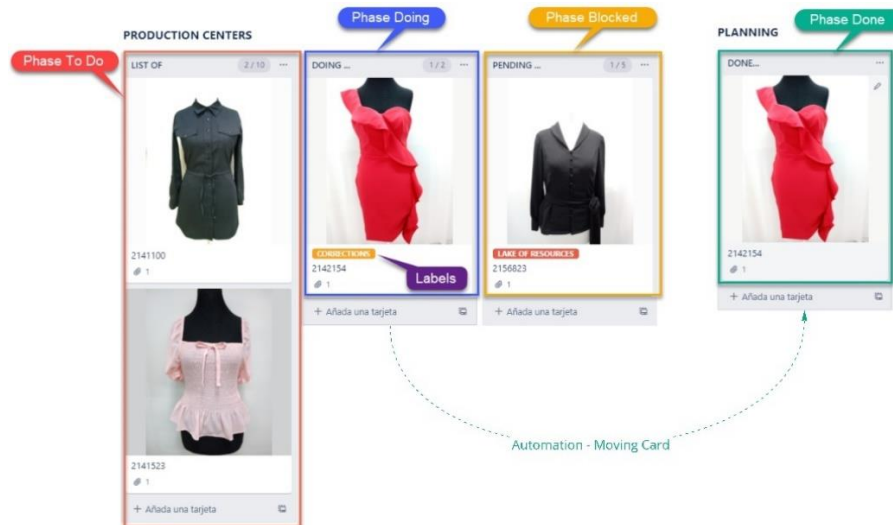 Phase Doing
Phase Blocked
Phase Done
PRODUCTION CENTERS
PLANNING
Phase To Do
LIST OF
2 / 10
...
DOING ...
1 / 2
...
PENDING ...
1 / 5
...
DONE...
...
2141100
1
CORRECTIONS
2142154
1
Labels
LAKE OF RESOURCES
2156823
1
2142154
1
+ Añada una tarjeta
+ Añada una tarjeta
+ Añada una tarjeta
Automation - Moving Card
2141523
1
+ Añada una tarjeta